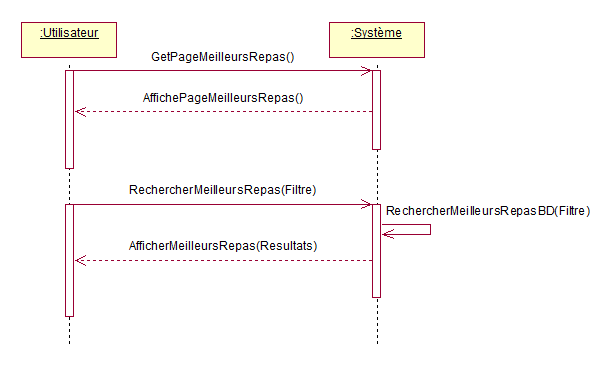 :Utilisateur
:Système
GetPageMeilleursRepas()
AffichePageMeilleursRepas()
RechercherMeilleursRepas(Filtre)
RechercherMeilleursRepasBD(Filtre)
AfficherMeilleursRepas(Resultats)